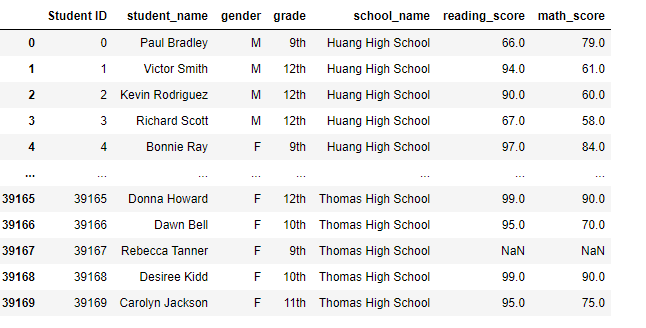 Student ID student_name gender grade school_name reading_score math_score
0 0 Paul Bradley M 9th Huang High School 66.0 79.0
1 1 Victor Smith M 12th Huang High School 94.0 61.0
2 2 Kevin Rodriguez M 12th Huang High School 90.0 60.0
3 3 Richard Scott M 12th Huang High School 67.0 58.0
4 4 Bonnie Ray F 9th Huang High School 97.0 84.0
... ... ... ... ... ... ... ...
39165 39165 Donna Howard F 12th Thomas High School 99.0 90.0
39166 39166 Dawn Bell F 10th Thomas High School 95.0 70.0
39167 39167 Rebecca Tanner F 9th Thomas High School NaN NaN
39168 39168 Desiree Kidd F 10th Thomas High School 99.0 90.0
39169 39169 Carolyn Jackson F 11th Thomas High School 95.0 75.0